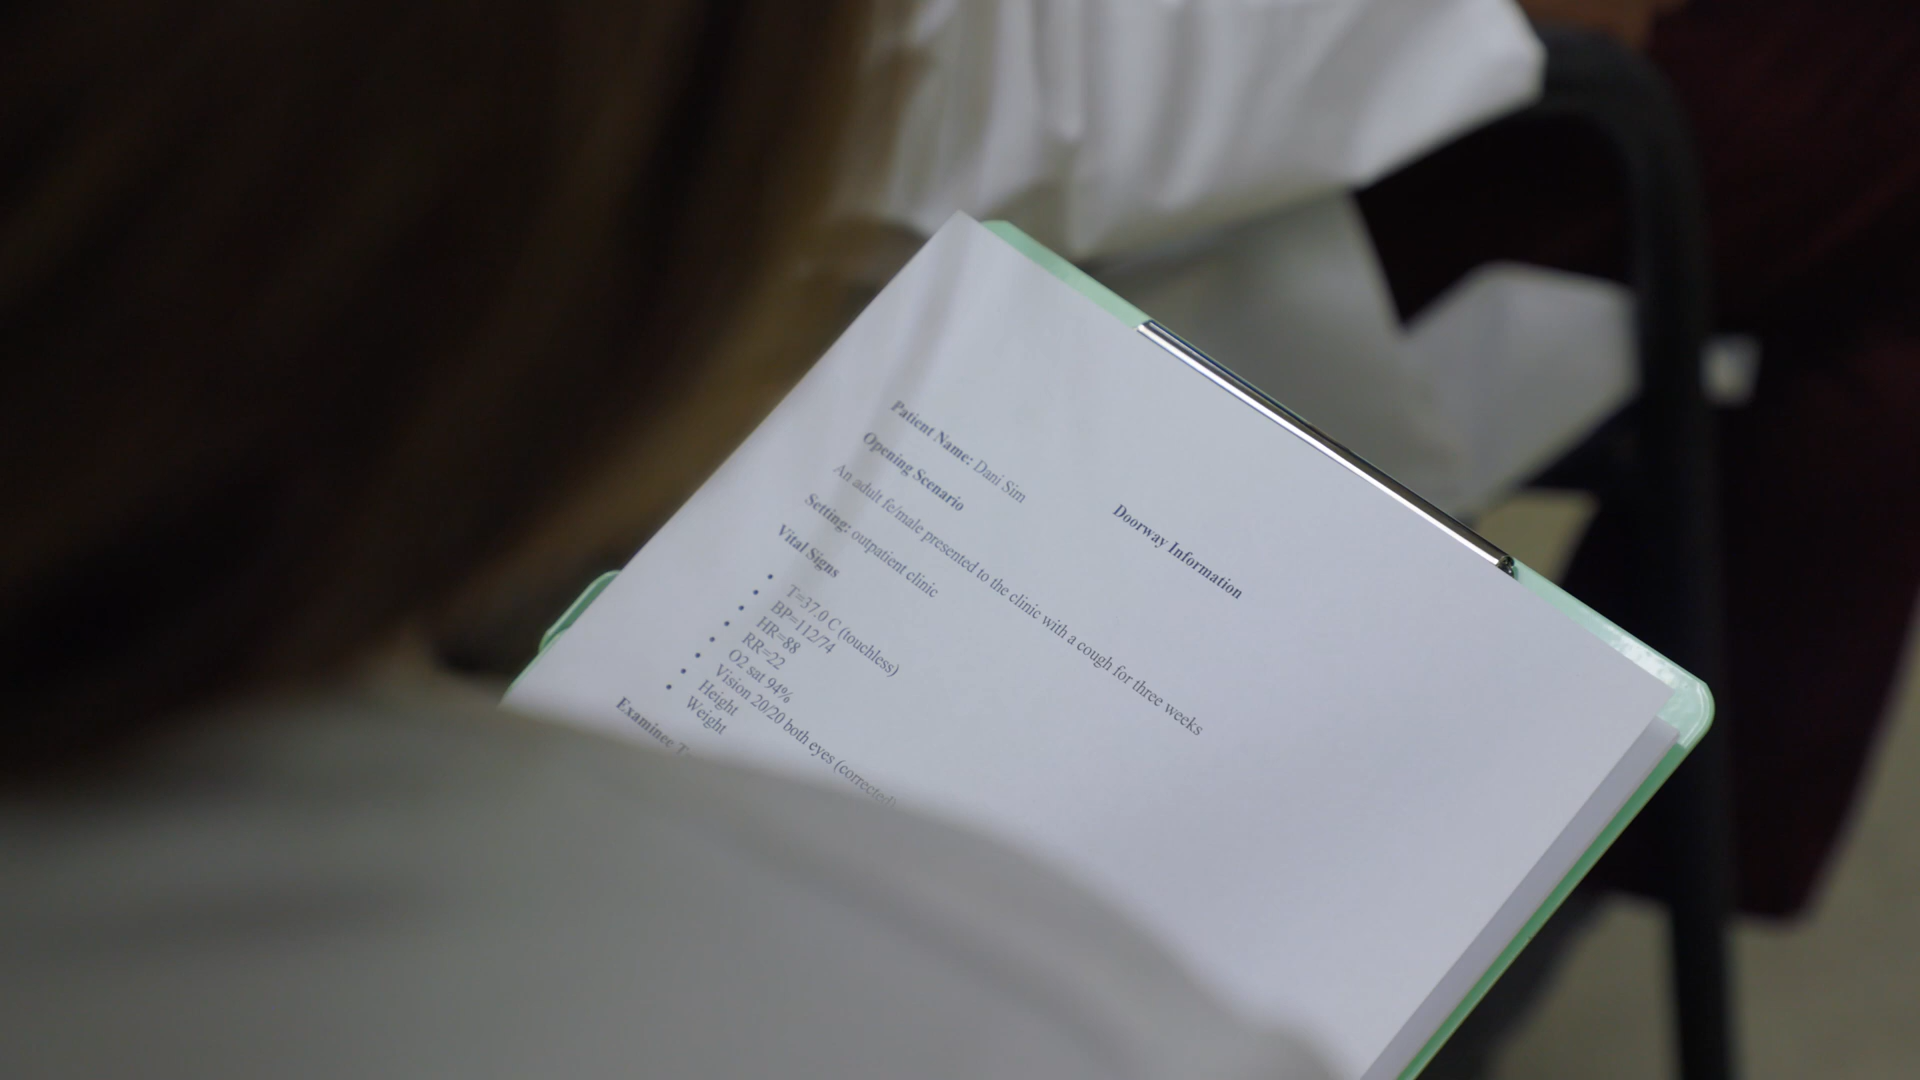 Doorway Information
Patient Name: Dani Sim
Opening Scenario
An adult fe/male presented to the clinic with a cough for three weeks
Setting: outpatient clinic
Vital Signs
• T=37.0 C (touchless)
• BP=112/74
• HR=88
• RR=22
• O2 sat 94%
• Vision 20/20 both eyes (corrected)
• Height
• Weight
Examinee